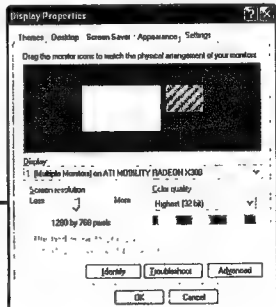 Display Properties
Themes Desktop Screen Saver Appearance Settings
Drag the monitor icons to match the physical arrangement of your monitors.
Display:
1. [Multiple Monitors] on ATI MOBILITY RADEON X300
Screen resolution
Color quality
Less More
Highest (32 bit)
1280 by 768 pixels
Identify Troubleshoot Advanced
OK Cancel